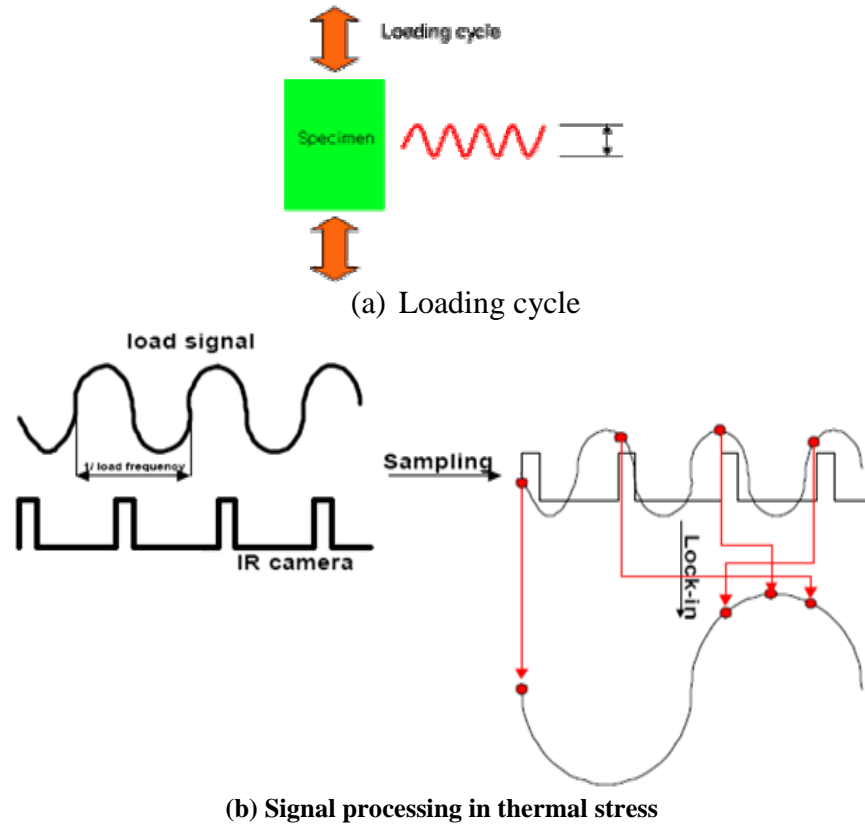 Loading cycle
Specimen
(a) Loading cycle
load signal
1/ load frequency
IR camera
Sampling
Lock-in
(b) Signal processing in thermal stress